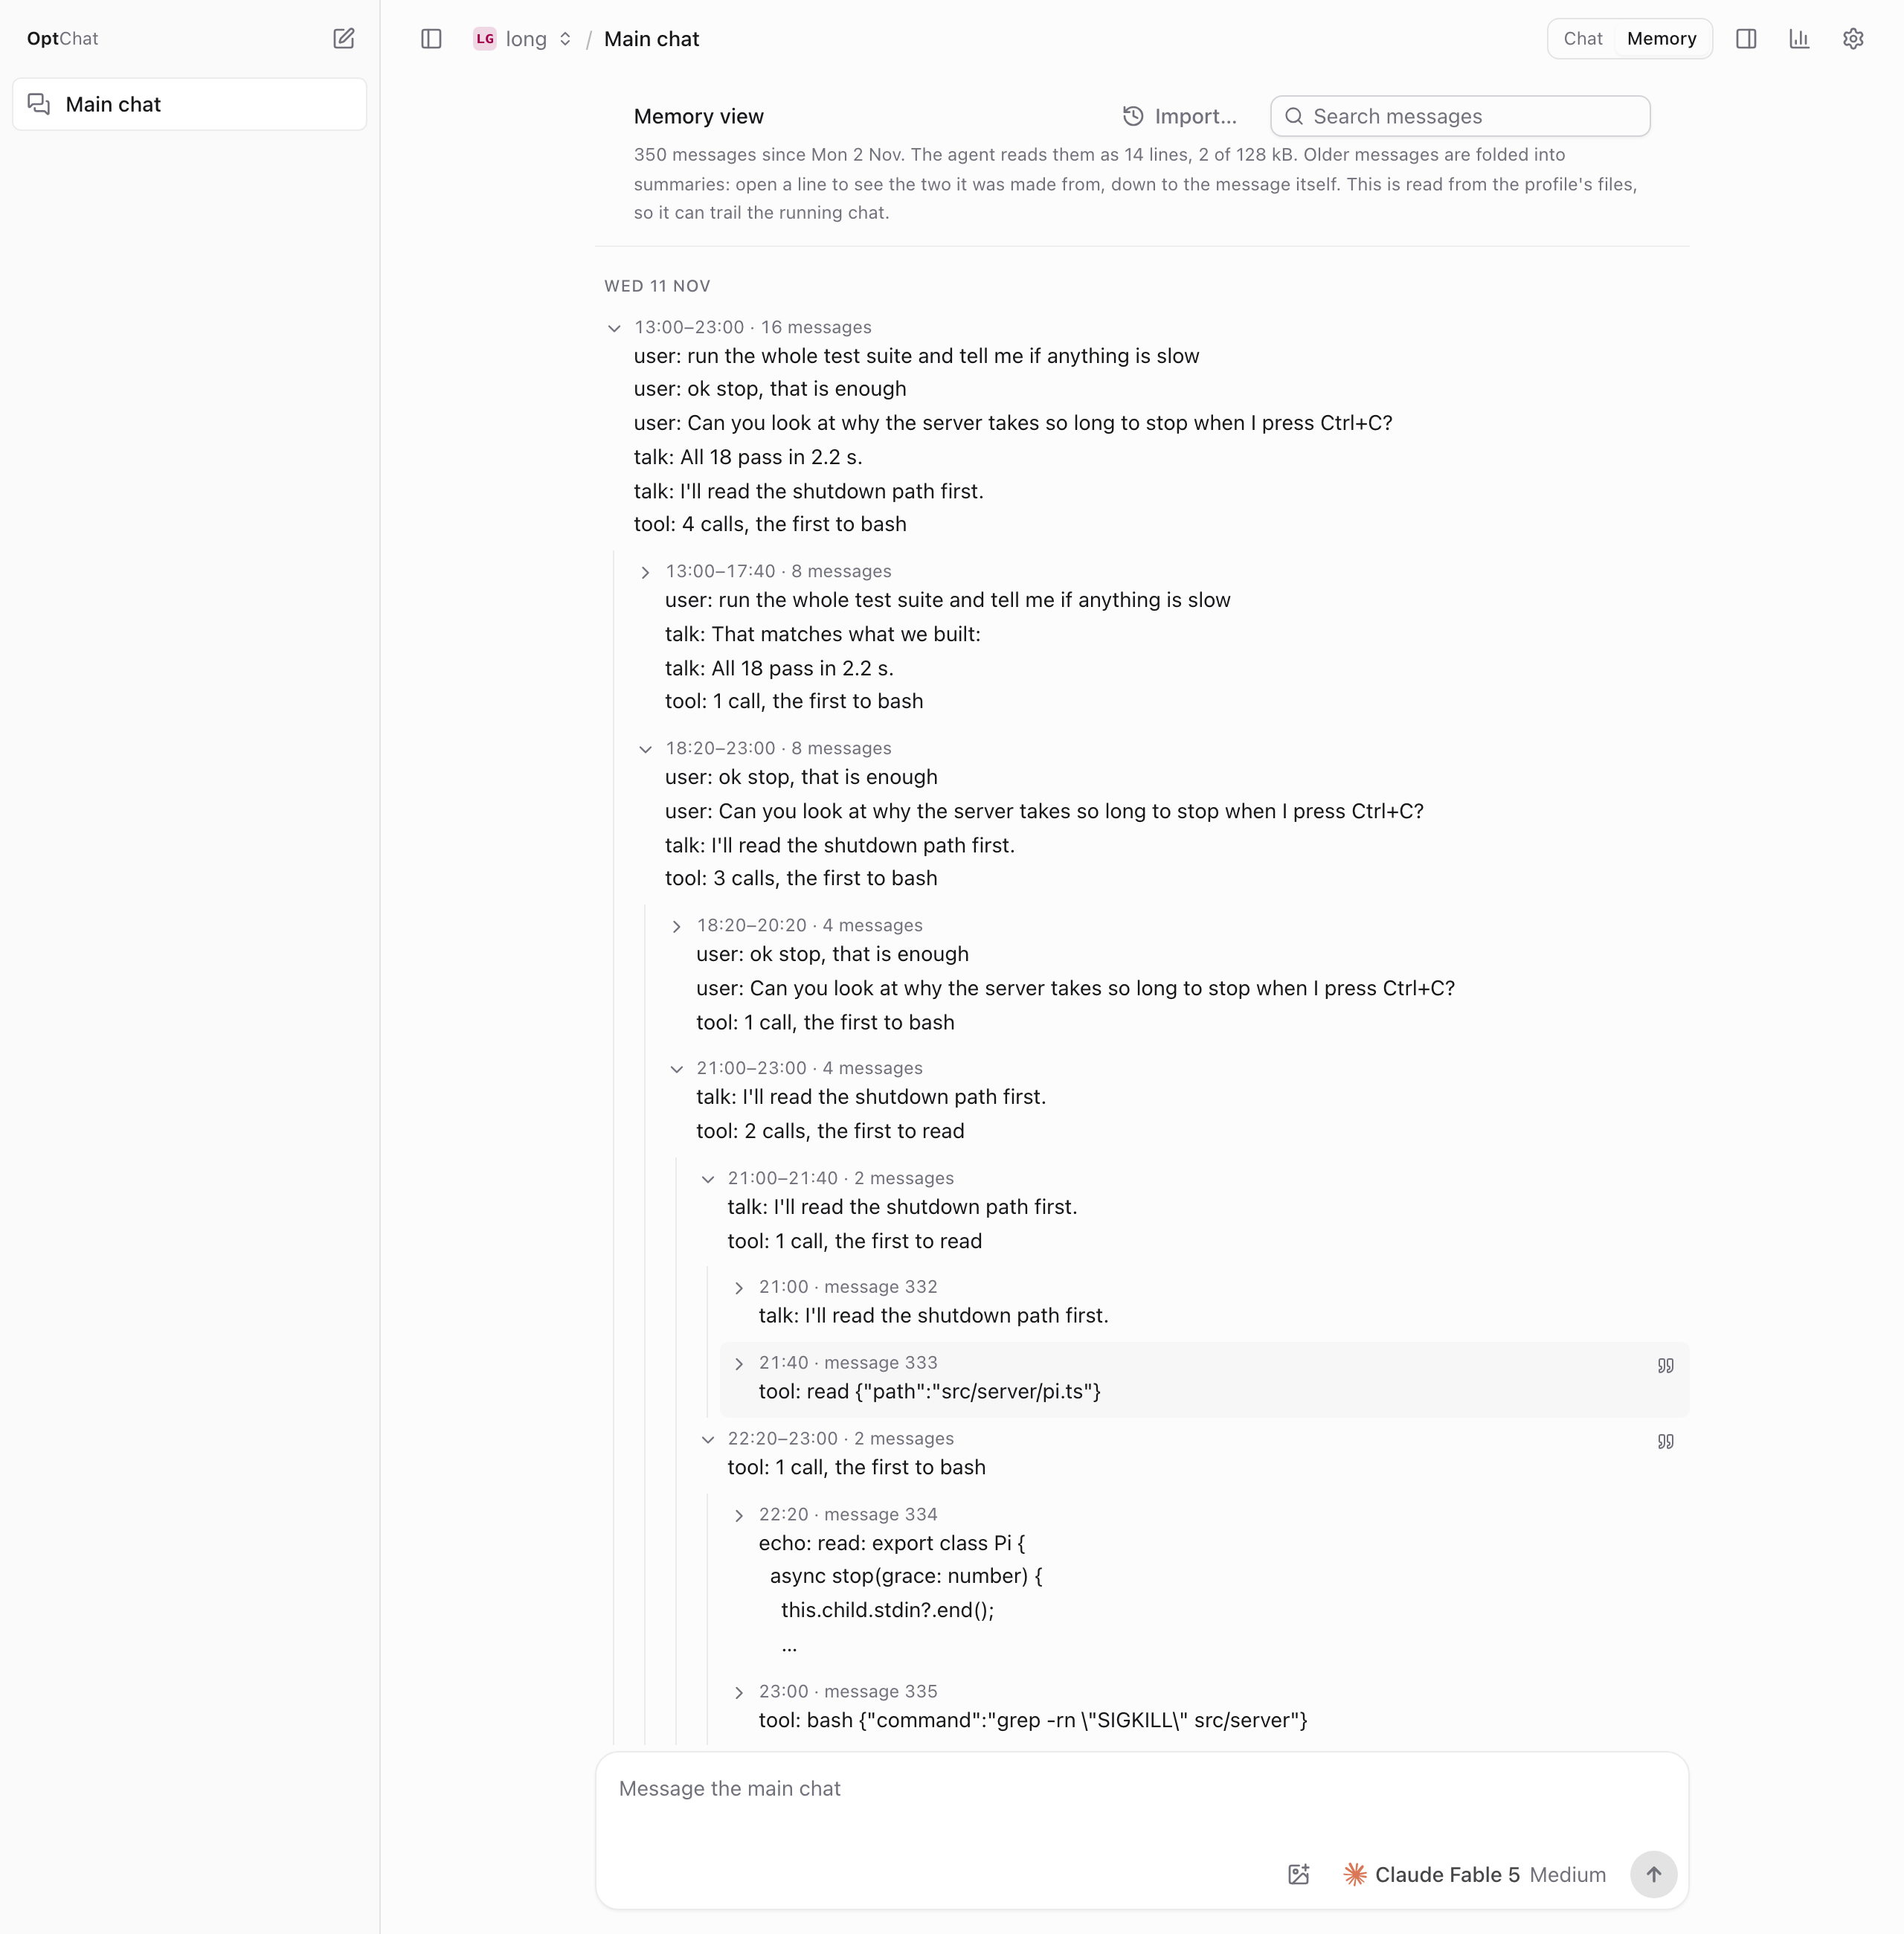 OptChat
LG long / Main chat
Chat Memory
Main chat
Memory view
Import...
Search messages
350 messages since Mon 2 Nov. The agent reads them as 14 lines, 2 of 128 kB. Older messages are folded into
summaries: open a line to see the two it was made from, down to the message itself. This is read from the profile's files,
so it can trail the running chat.
WED 11 NOV
13:00–23:00 · 16 messages
user: run the whole test suite and tell me if anything is slow
user: ok stop, that is enough
user: Can you look at why the server takes so long to stop when I press Ctrl+C?
talk: All 18 pass in 2.2 s.
talk: I'll read the shutdown path first.
tool: 4 calls, the first to bash
13:00–17:40 · 8 messages
user: run the whole test suite and tell me if anything is slow
talk: That matches what we built:
talk: All 18 pass in 2.2 s.
tool: 1 call, the first to bash
18:20–23:00 · 8 messages
user: ok stop, that is enough
user: Can you look at why the server takes so long to stop when I press Ctrl+C?
talk: I'll read the shutdown path first.
tool: 3 calls, the first to bash
18:20–20:20 · 4 messages
user: ok stop, that is enough
user: Can you look at why the server takes so long to stop when I press Ctrl+C?
tool: 1 call, the first to bash
21:00–23:00 · 4 messages
talk: I'll read the shutdown path first.
tool: 2 calls, the first to read
21:00–21:40 · 2 messages
talk: I'll read the shutdown path first.
tool: 1 call, the first to read
21:00 · message 332
talk: I'll read the shutdown path first.
21:40 · message 333
tool: read {"path":"src/server/pi.ts"}
22:20–23:00 · 2 messages
tool: 1 call, the first to bash
22:20 · message 334
echo: read: export class Pi {
async stop(grace: number) {
this.child.stdin?.end();
...
23:00 · message 335
tool: bash {"command":"grep -rn \"SIGKILL\" src/server"}
Message the main chat
Claude Fable 5 Medium